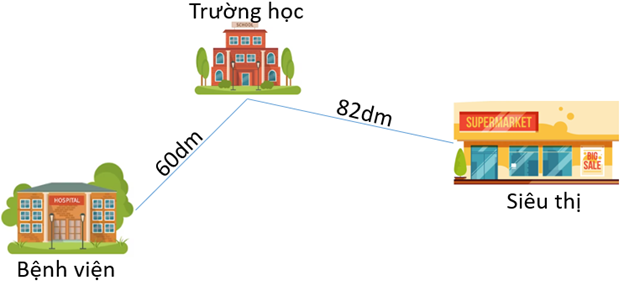 Trường học
SCHOOL
82dm
SUPERMARKET
60dm
BIG
SALE
HOSPITAL
Siêu thị
Bệnh viện